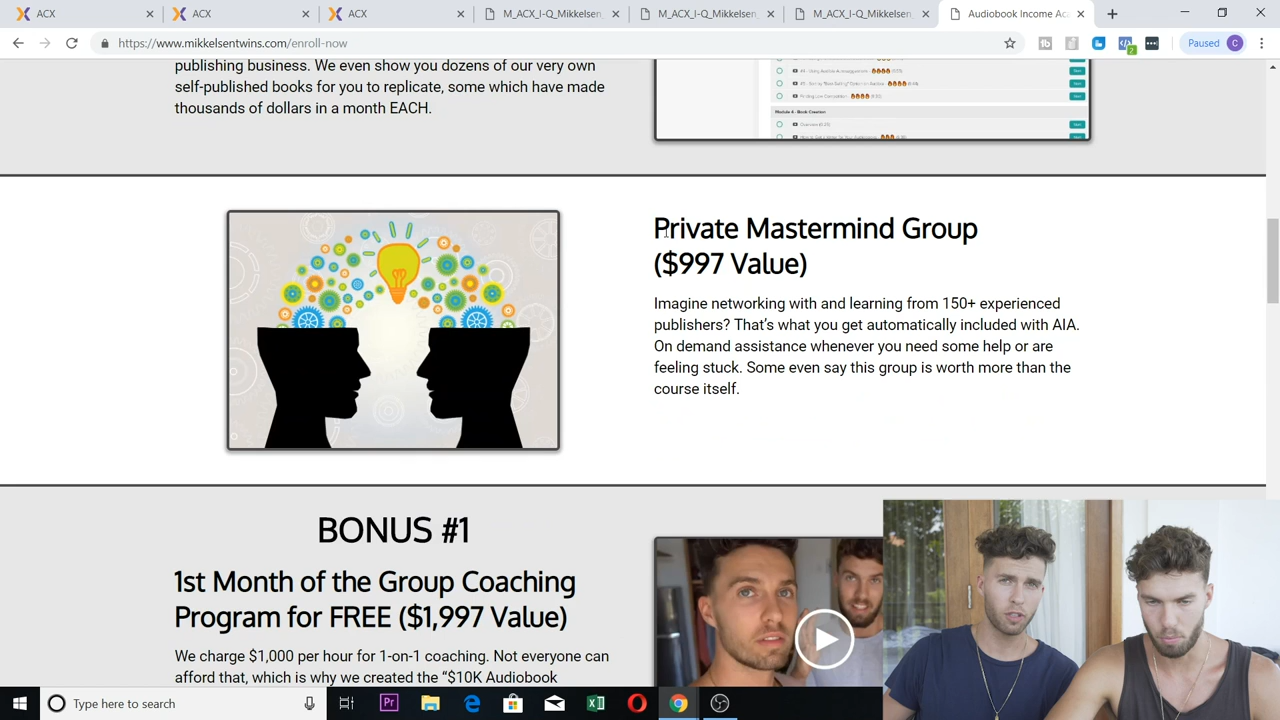 ACX
ACX
ACX
M_ACX_I-Q_Mikkelsen
M_ACX_I-Q_Mikkelsen
M_ACX_I-Q_Mikkelsen
Audiobook Income Aca
https://www.mikkelsentwins.com/enroll-now
Paused
C
publishing business. We even show you dozens of our very own
self-published books for you to replicate, some which have made
thousands of dollars in a month EACH.
Module 4 - Book Creation
Private Mastermind Group
($997 Value)
Imagine networking with and learning from 150+ experienced
publishers? That's what you get automatically included with AIA.
On demand assistance whenever you need some help or are
feeling stuck. Some even say this group is worth more than the
course itself.
BONUS #1
1st Month of the Group Coaching
Program for FREE ($1,997 Value)
We charge $1,000 per hour for 1-on-1 coaching. Not everyone can
afford that, which is why we created the "$10K Audiobook
Type here to search
Pr